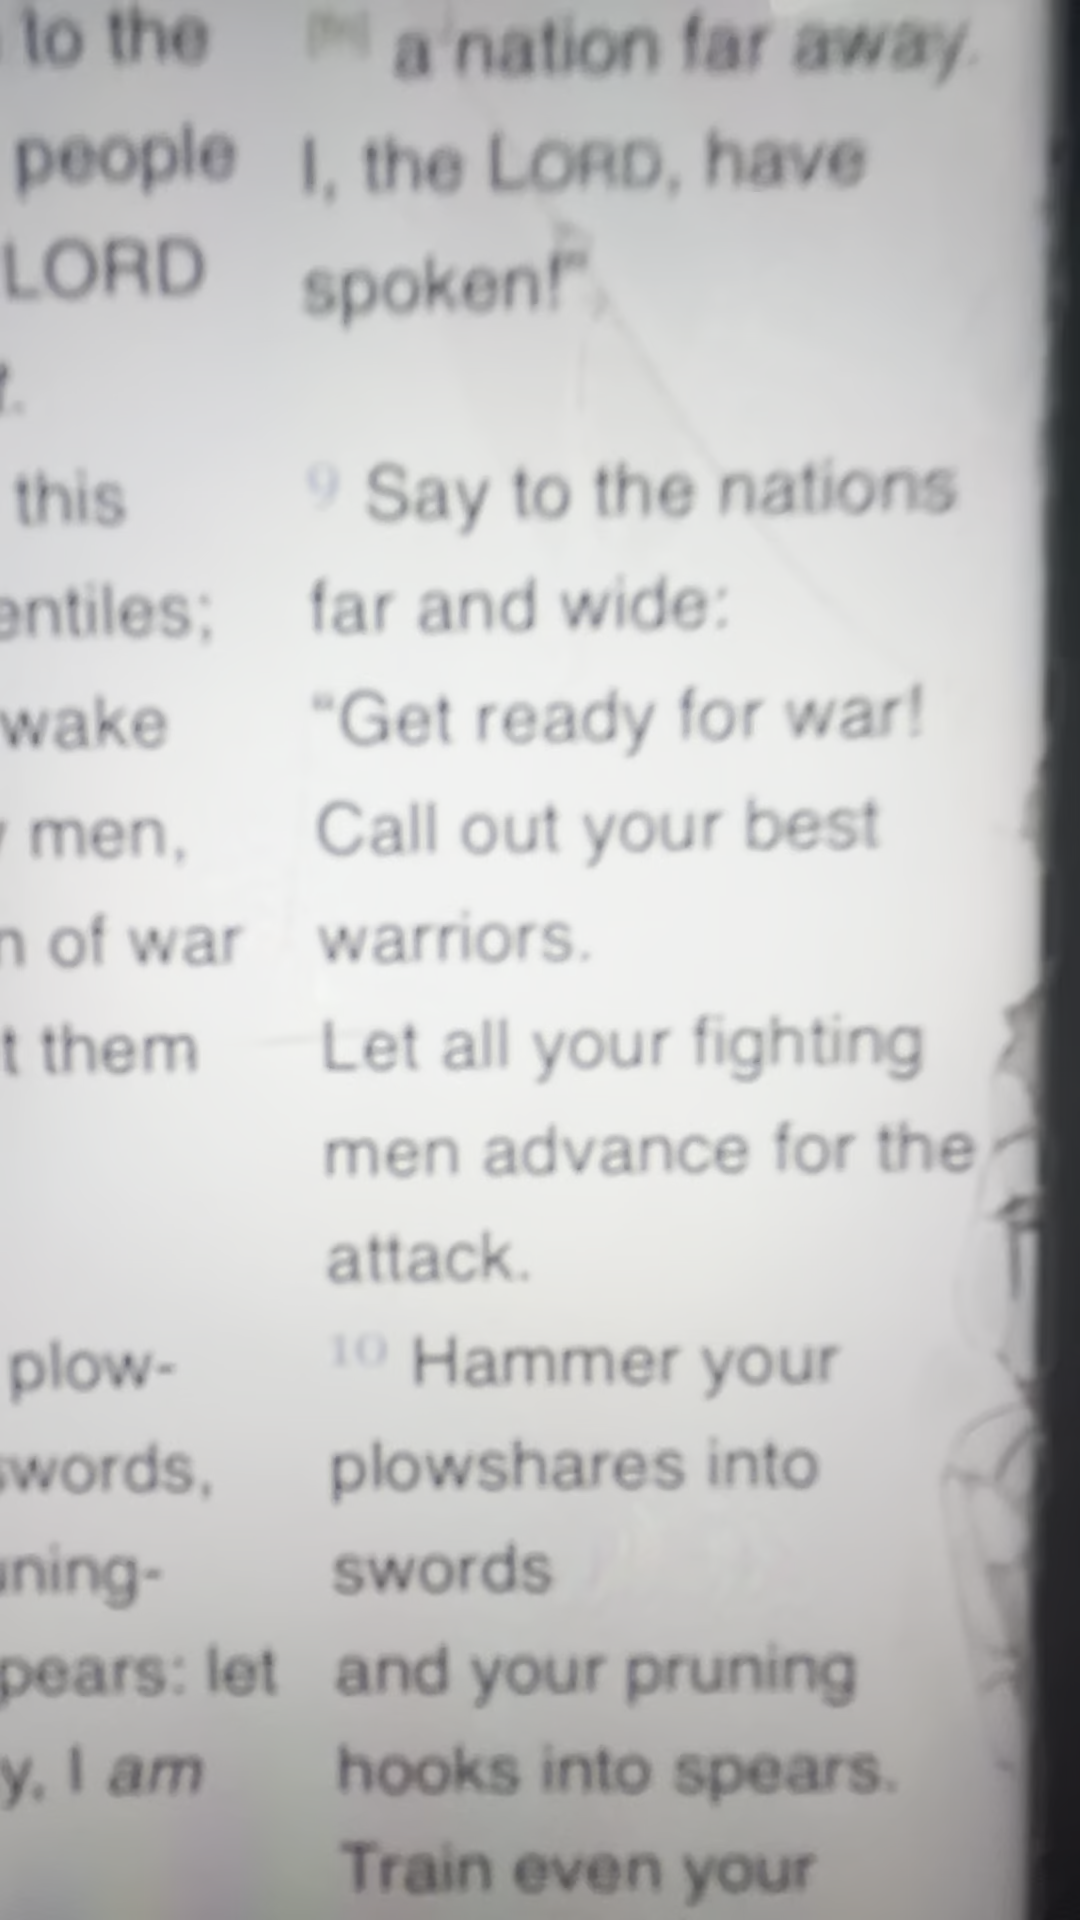 to the
people
LORD
this
entiles;
wake
men,
of war
them
plow-
swords,
ning-
pears: let
y, I am
a nation far away.
I, the LORD, have
spoken!”
9 Say to the nations
far and wide:
“Get ready for war!
Call out your best
warriors.
Let all your fighting
men advance for the
attack.
10 Hammer your
plowshares into
swords
and your pruning
hooks into spears.
Train even your